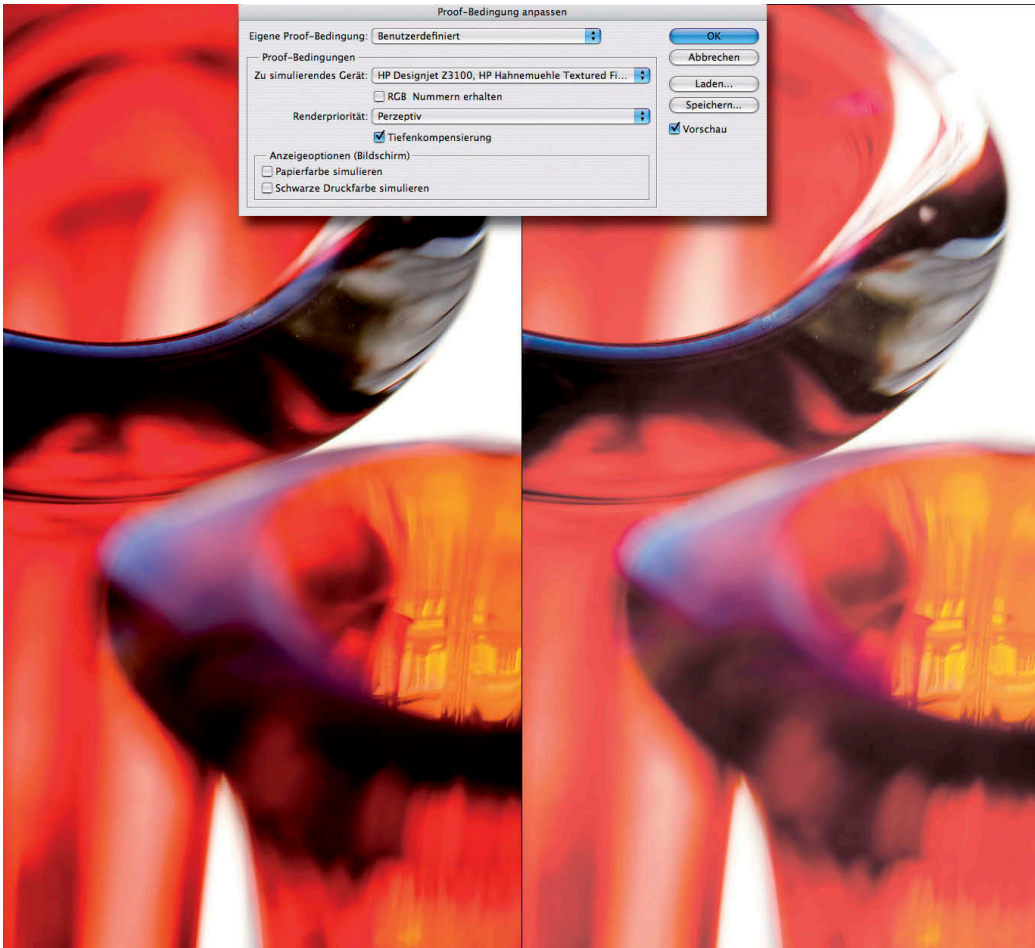 Proof-Bedingung anpassen
Eigene Proof-Bedingung: Benutzerdefiniert
OK
Proof-Bedingungen
Abbrechen
Zu simulierendes Gerät: HP Designjet Z3100, HP Hahnemuehle Textured Fi...
Laden...
RGB Nummern erhalten
Speichern...
Renderpriorität: Perzeptiv
Vorschau
Tiefenkompensierung
Anzeigeoptionen (Bildschirm)
Papierfarbe simulieren
Schwarze Druckfarbe simulieren